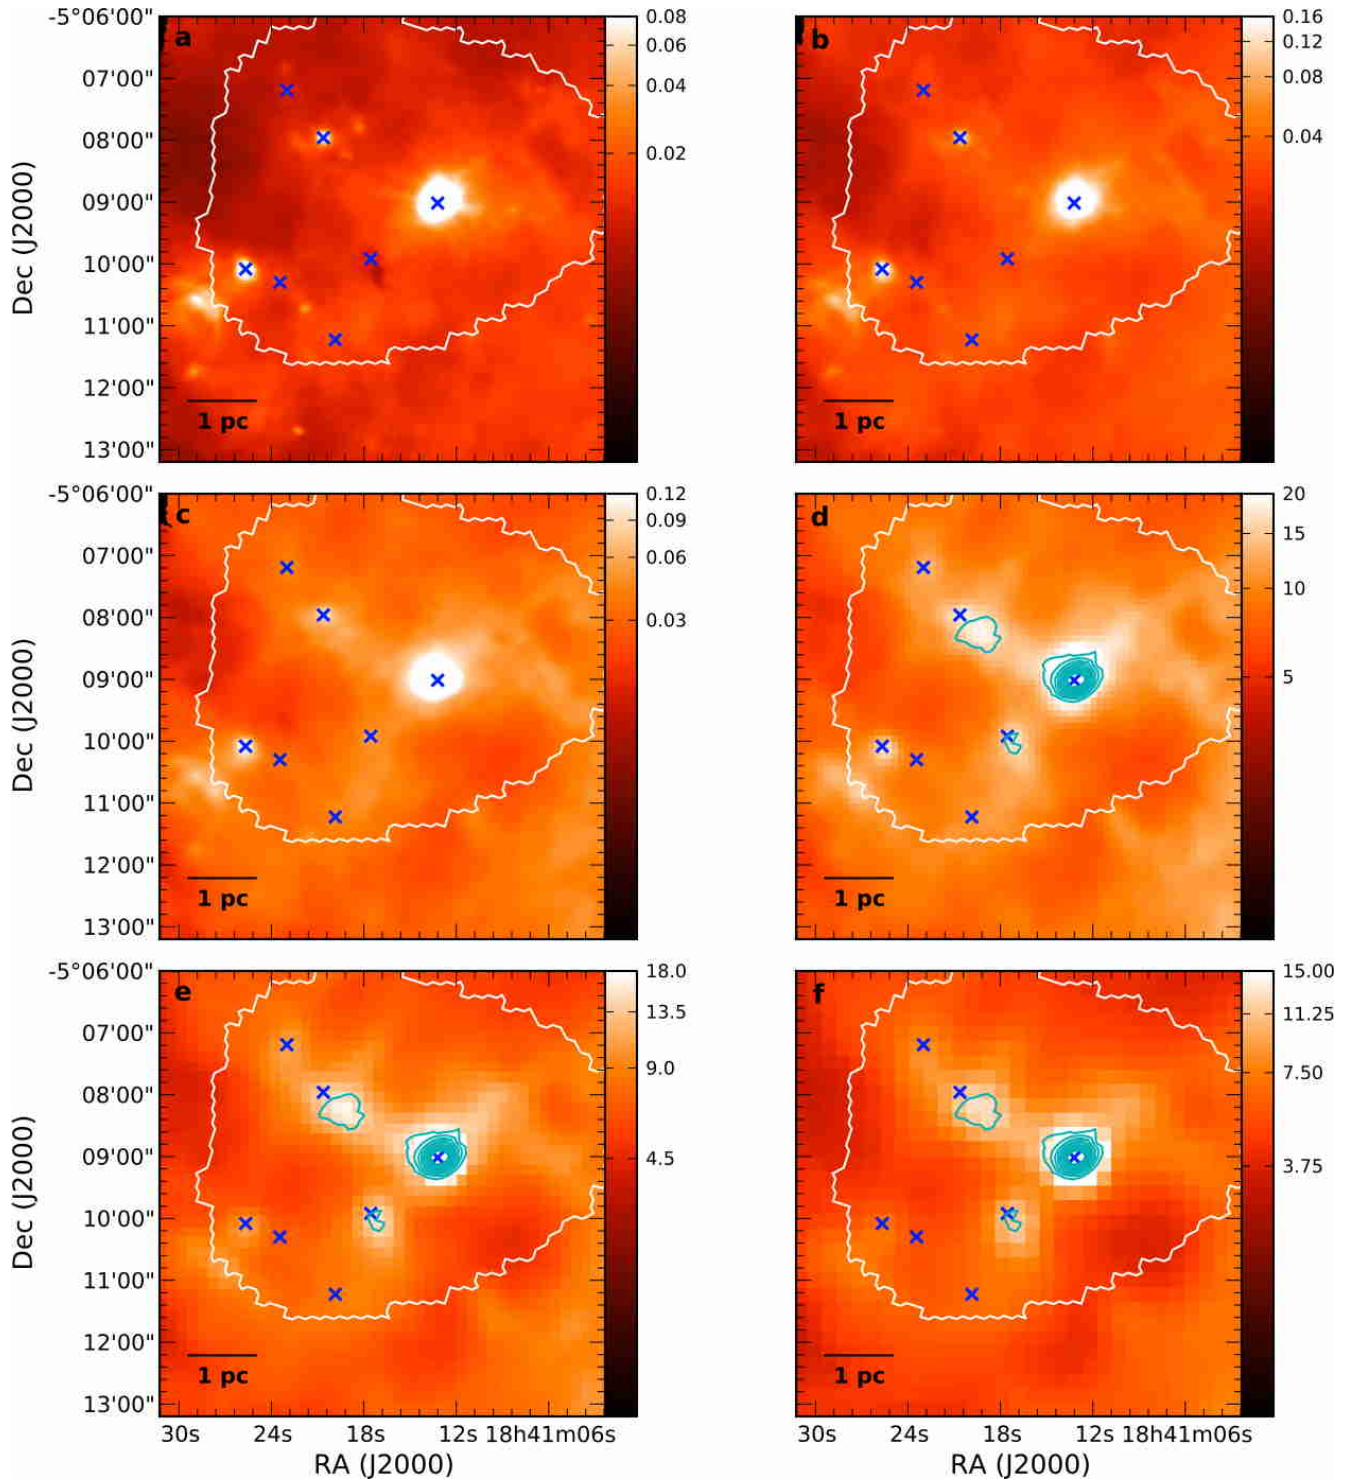 -5°06'00" a 0.08 b 0.16
0.06 0.12
07'00" 0.04 0.08
08'00" 0.02 0.04
Dec (J2000)
09'00"
10'00"
11'00"
12'00"
1 pc 1 pc
13'00"
-5°06'00" c 0.12 d 20
0.09 15
07'00" 0.06 10
08'00" 0.03
Dec (J2000)
09'00" 5
10'00"
11'00"
12'00"
1 pc 1 pc
13'00"
-5°06'00" e 18.0 f 15.00
13.5 11.25
07'00" 9.0 7.50
08'00"
Dec (J2000)
09'00" 4.5 3.75
10'00"
11'00"
12'00"
1 pc 1 pc
13'00"
30s 24s 18s 12s 18h41m06s 30s 24s 18s 12s 18h41m06s
RA (J2000) RA (J2000)